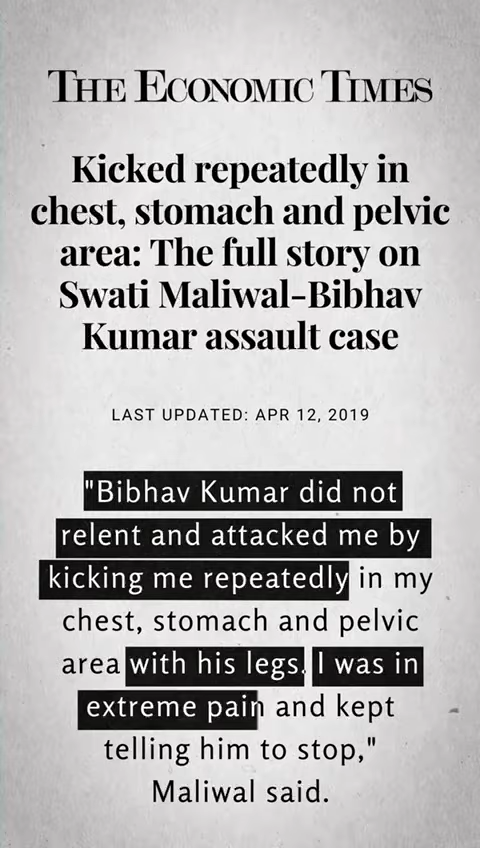 THE ECONOMIC TIMES
Kicked repeatedly in
chest, stomach and pelvic
area: The full story on
Swati Maliwal-Bibhav
Kumar assault case
LAST UPDATED: APR 12, 2019
"Bibhav Kumar did not
relent and attacked me by
kicking me repeatedly in my
chest, stomach and pelvic
area with his legs. I was in
extreme pain and kept
telling him to stop,"
Maliwal said.